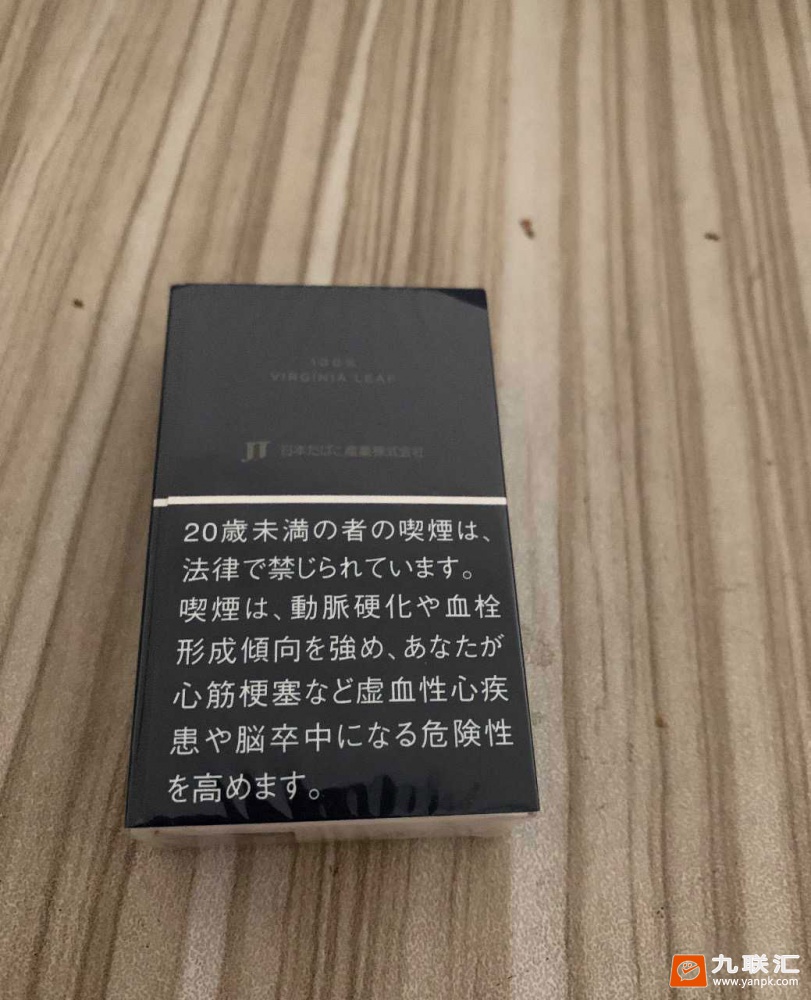 100%
VIRGINIA LEAF
JT 日本たばこ産業株式会社
20歳未満の者の喫煙は、
法律で禁じられています。
喫煙は、動脈硬化や血栓
形成傾向を強め、あなたが
心筋梗塞など虚血性心疾
患や脳卒中になる危険性
を高めます。
九联汇
www.yanpk.com